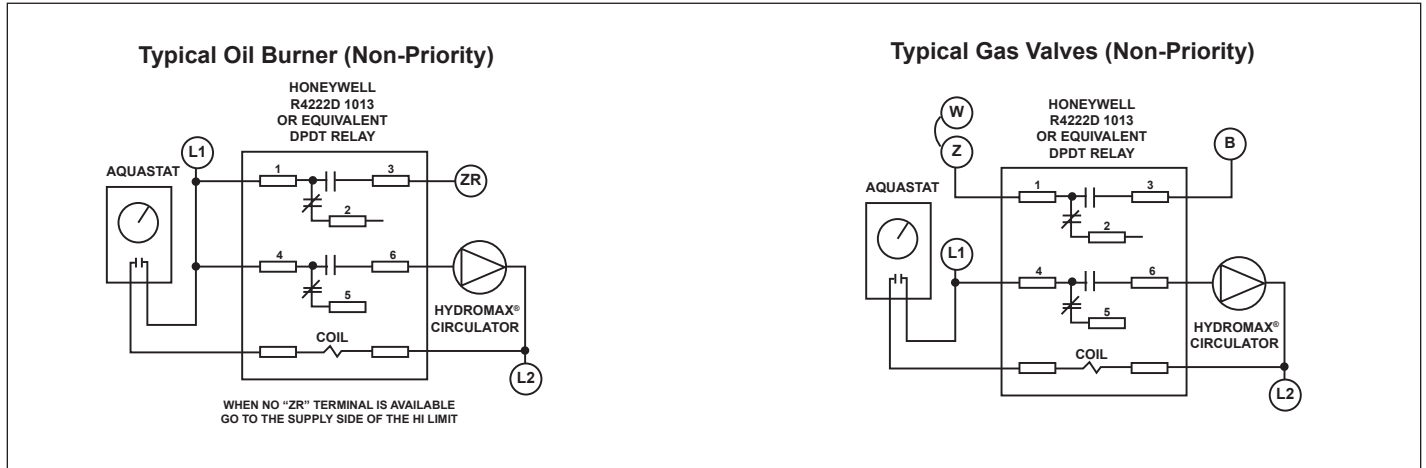 Typical Oil Burner (Non-Priority)
HONEYWELL
R4222D 1013
OR EQUIVALENT
DPDT RELAY
L1
AQUASTAT
1
3
ZR
2
4
6
5
HYDROMAX®
CIRCULATOR
COIL
L2
WHEN NO “ZR” TERMINAL IS AVAILABLE
GO TO THE SUPPLY SIDE OF THE HI LIMIT
Typical Gas Valves (Non-Priority)
HONEYWELL
R4222D 1013
OR EQUIVALENT
DPDT RELAY
W
Z
B
AQUASTAT
1
3
2
L1
4
6
5
HYDROMAX®
CIRCULATOR
COIL
L2